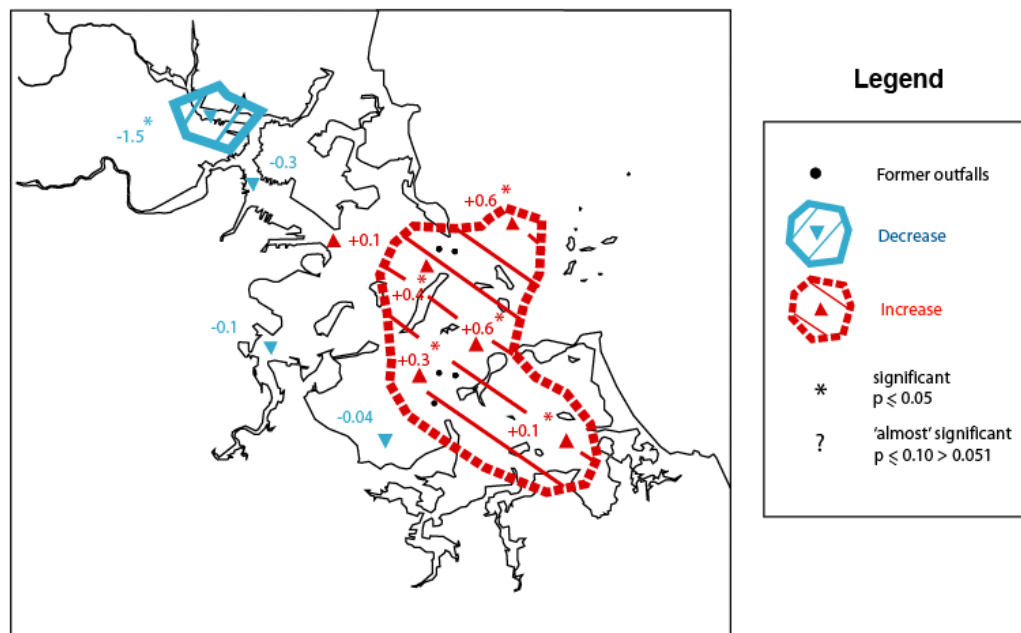 -1.5*
-0.3
+0.6*
+0.1
+0.4*
+0.6*
-0.1
+0.3*
-0.04
+0.1*
Legend
Former outfalls
Decrease
Increase
* significant
p ⩽ 0.05
? ‘almost’ significant
p ⩽ 0.10 > 0.051